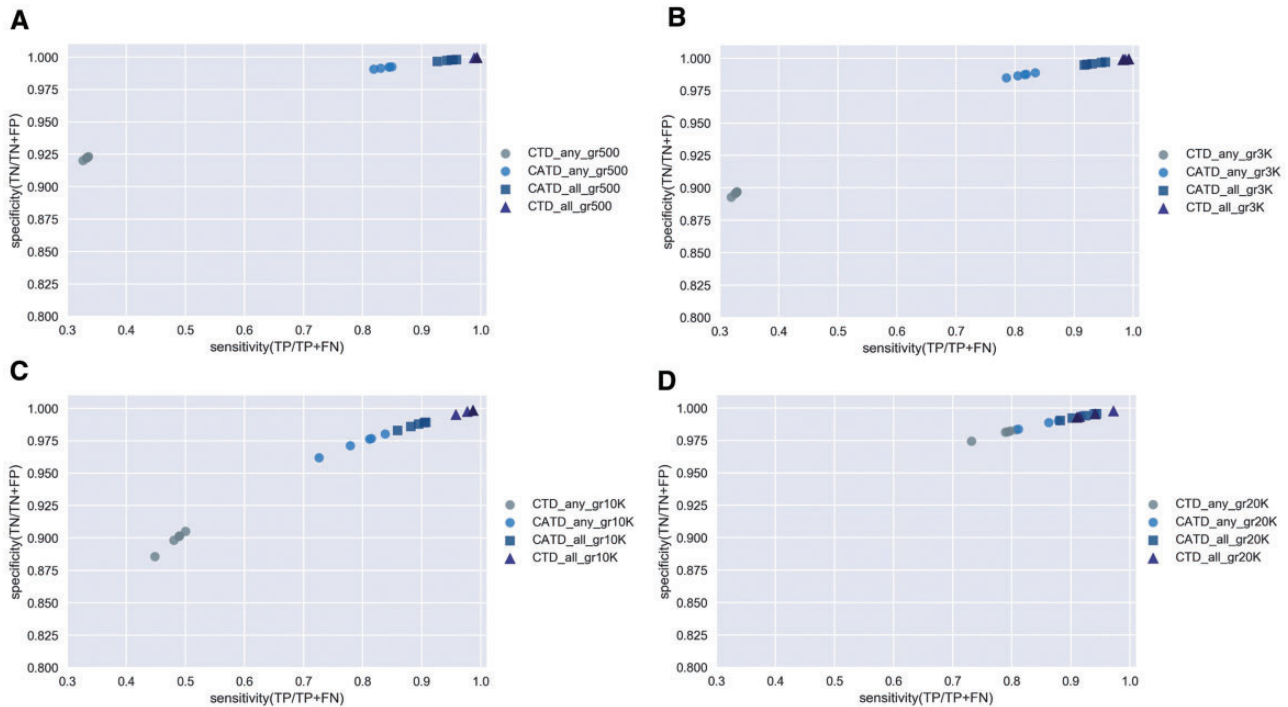 A
1.000
0.975
0.950
0.925
0.900
0.875
0.850
0.825
0.800
specificity(TN/TN+FP)
0.3 0.4 0.5 0.6 0.7 0.8 0.9 1.0
sensitivity(TP/TP+FN)
CTD_any_gr500
CATD_any_gr500
CATD_all_gr500
CTD_all_gr500
B
1.000
0.975
0.950
0.925
0.900
0.875
0.850
0.825
0.800
specificity(TN/TN+FP)
0.3 0.4 0.5 0.6 0.7 0.8 0.9 1.0
sensitivity(TP/TP+FN)
CTD_any_gr3K
CATD_any_gr3K
CATD_all_gr3K
CTD_all_gr3K
C
1.000
0.975
0.950
0.925
0.900
0.875
0.850
0.825
0.800
specificity(TN/TN+FP)
0.3 0.4 0.5 0.6 0.7 0.8 0.9 1.0
sensitivity(TP/TP+FN)
CTD_any_gr10K
CATD_any_gr10K
CATD_all_gr10K
CTD_all_gr10K
D
1.000
0.975
0.950
0.925
0.900
0.875
0.850
0.825
0.800
specificity(TN/TN+FP)
0.3 0.4 0.5 0.6 0.7 0.8 0.9 1.0
sensitivity(TP/TP+FN)
CTD_any_gr20K
CATD_any_gr20K
CATD_all_gr20K
CTD_all_gr20K